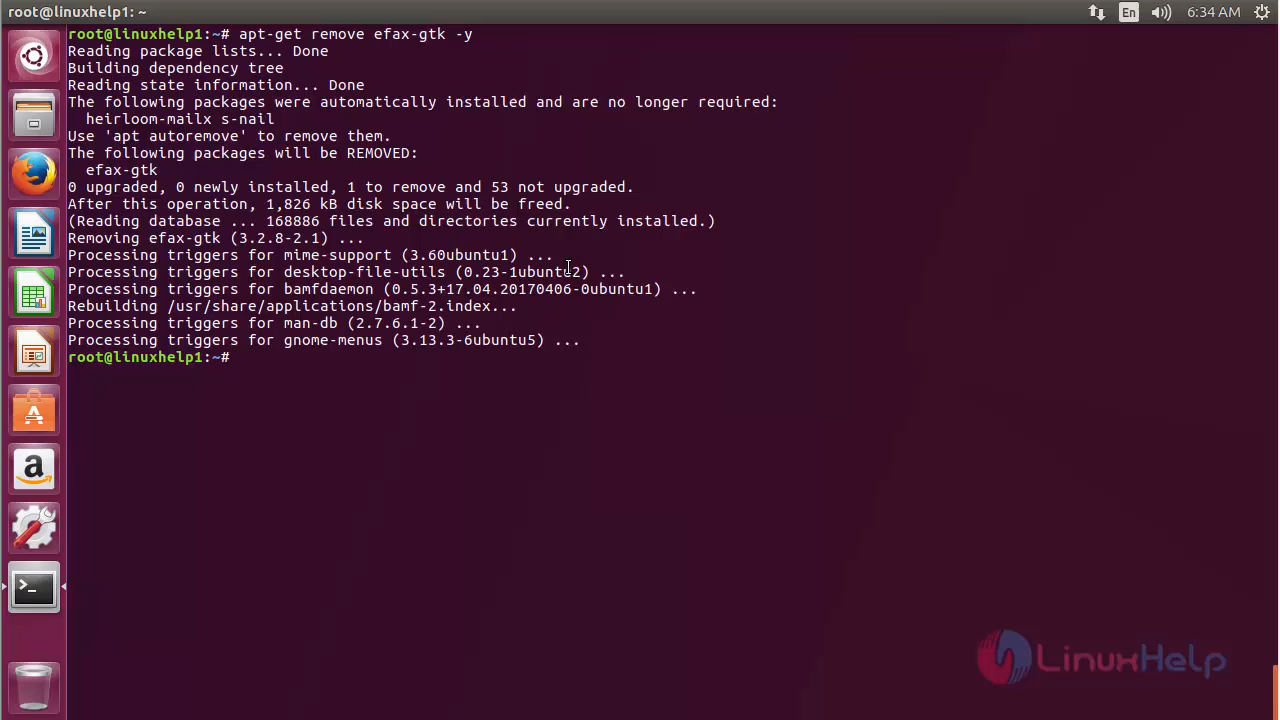 root@linuxhelp1: ~
En
6:34 AM
root@linuxhelp1:~# apt-get remove efax-gtk -y
Reading package lists... Done
Building dependency tree
Reading state information... Done
The following packages were automatically installed and are no longer required:
  heirloom-mailx s-nail
Use 'apt autoremove' to remove them.
The following packages will be REMOVED:
  efax-gtk
0 upgraded, 0 newly installed, 1 to remove and 53 not upgraded.
After this operation, 1,826 kB disk space will be freed.
(Reading database ... 168886 files and directories currently installed.)
Removing efax-gtk (3.2.8-2.1) ...
Processing triggers for mime-support (3.60ubuntu1) ...
Processing triggers for desktop-file-utils (0.23-1ubuntu2) ...
Processing triggers for bamfdaemon (0.5.3+17.04.20170406-0ubuntu1) ...
Rebuilding /usr/share/applications/bamf-2.index...
Processing triggers for man-db (2.7.6.1-2) ...
Processing triggers for gnome-menus (3.13.3-6ubuntu5) ...
root@linuxhelp1:~#
LinuxHelp